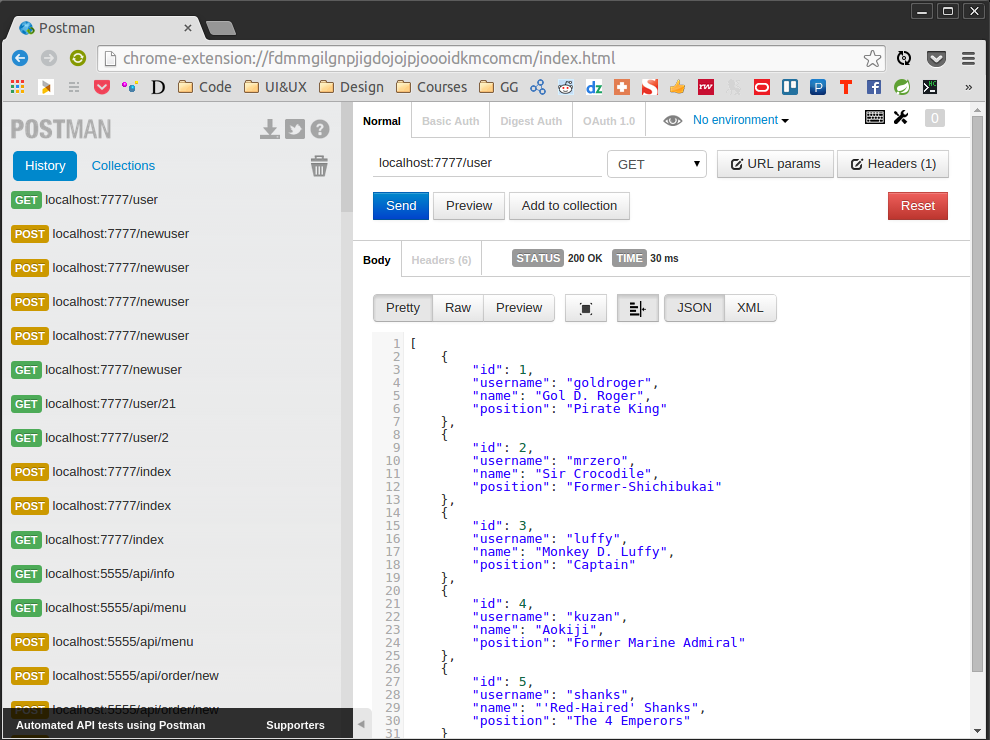 Postman
chrome-extension://fdmmgilgnpjigdojojpjoooidkmcomcm/index.html
Code
UI&UX
Design
Courses
GG
POSTMAN
History
Collections
GET localhost:7777/user
POST localhost:7777/newuser
POST localhost:7777/newuser
POST localhost:7777/newuser
POST localhost:7777/newuser
GET localhost:7777/newuser
GET localhost:7777/user/21
GET localhost:7777/user/2
POST localhost:7777/index
POST localhost:7777/index
GET localhost:7777/index
GET localhost:5555/api/info
GET localhost:5555/api/menu
POST localhost:5555/api/menu
POST localhost:5555/api/order/new
POST localhost:5555/api/order/new
Automated API tests using Postman
Supporters
Normal
Basic Auth
Digest Auth
OAuth 1.0
No environment
0
localhost:7777/user
GET
URL params
Headers (1)
Send
Preview
Add to collection
Reset
Body
Headers (6)
STATUS 200 OK TIME 30 ms
Pretty
Raw
Preview
JSON
XML
1 [
2 {
3 "id": 1,
4 "username": "goldroger",
5 "name": "Gol D. Roger",
6 "position": "Pirate King"
7 },
8 {
9 "id": 2,
10 "username": "mrzero",
11 "name": "Sir Crocodile",
12 "position": "Former-Shichibukai"
13 },
14 {
15 "id": 3,
16 "username": "luffy",
17 "name": "Monkey D. Luffy",
18 "position": "Captain"
19 },
20 {
21 "id": 4,
22 "username": "kuzan",
23 "name": "Aokiji",
24 "position": "Former Marine Admiral"
25 },
26 {
27 "id": 5,
28 "username": "shanks",
29 "name": "'Red-Haired' Shanks",
30 "position": "The 4 Emperors"
31 }